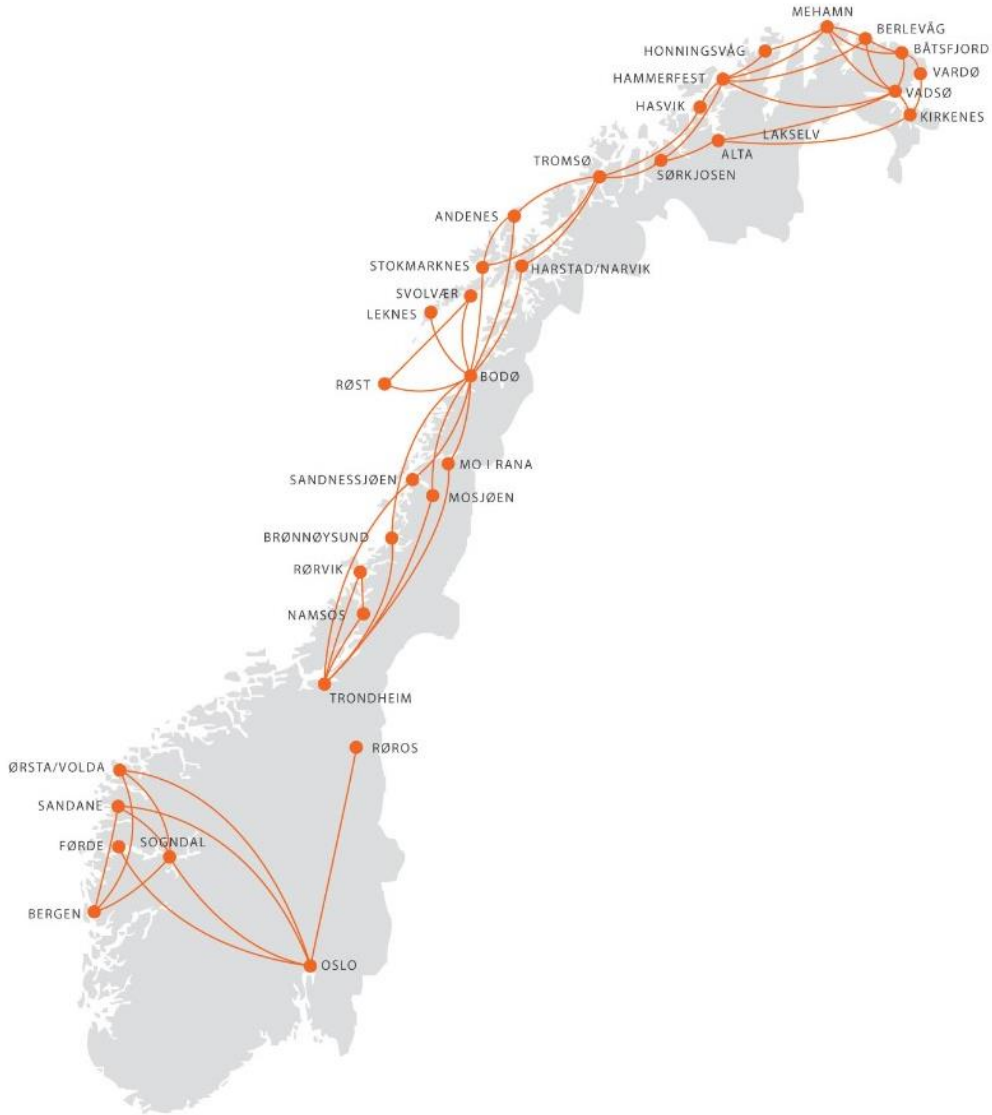 MEHAMN
BERLEVÅG
HONNINGSVÅG
BÅTSFJORD
HAMMERFEST
VARDØ
VADSØ
HASVIK
KIRKENES
LAKSELV
ALTA
TROMSØ
SØRKJOSEN
ANDENES
STOKMARKNES
HARSTAD/NARVIK
SVOLVÆR
LEKNES
BODØ
RØST
MO I RANA
SANDNESSJØEN
MOSJØEN
BRØNNØYSUND
RØRVIK
NAMSOS
TRONDHEIM
RØROS
ØRSTA/VOLDA
SANDANE
SOGNDAL
FØRDE
BERGEN
OSLO